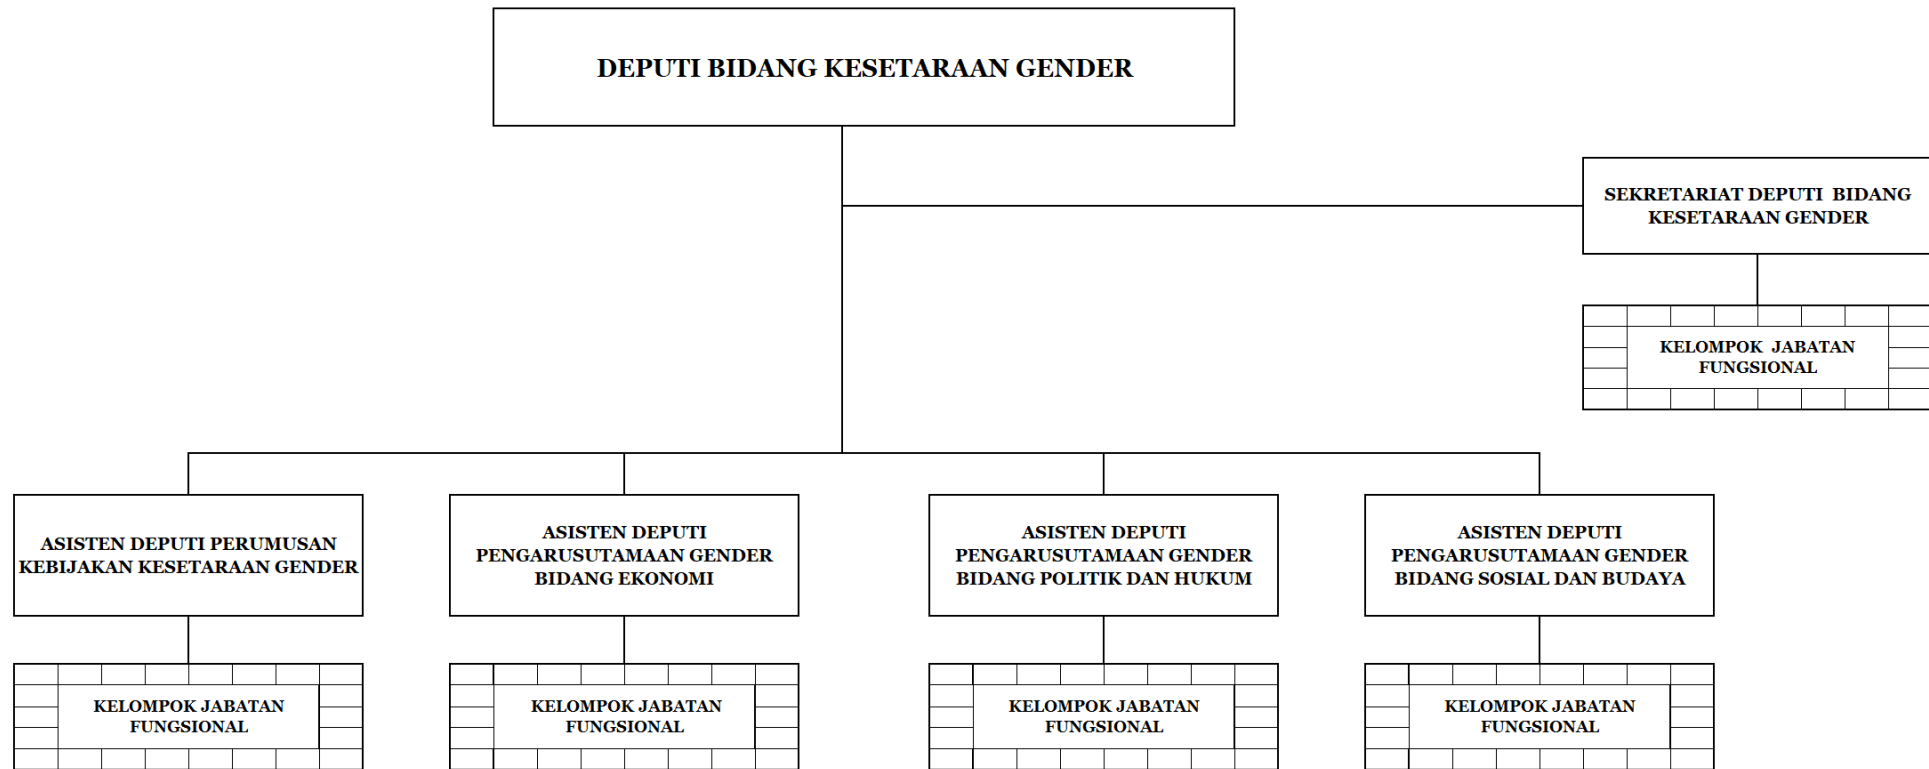 DEPUTI BIDANG KESETARAAN GENDER
SEKRETARIAT DEPUTI BIDANG
KESETARAAN GENDER
KELOMPOK JABATAN
FUNGSIONAL
ASISTEN DEPUTI PERUMUSAN
KEBIJAKAN KESETARAAN GENDER
ASISTEN DEPUTI
PENGARUSUTAMAAN GENDER
BIDANG EKONOMI
ASISTEN DEPUTI
PENGARUSUTAMAAN GENDER
BIDANG POLITIK DAN HUKUM
ASISTEN DEPUTI
PENGARUSUTAMAAN GENDER
BIDANG SOSIAL DAN BUDAYA
KELOMPOK JABATAN
FUNGSIONAL
KELOMPOK JABATAN
FUNGSIONAL
KELOMPOK JABATAN
FUNGSIONAL
KELOMPOK JABATAN
FUNGSIONAL